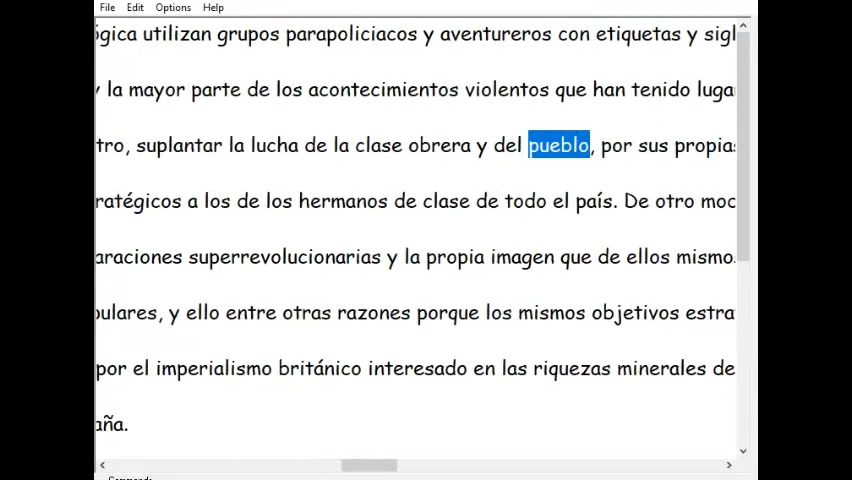 File Edit Options Help
ógica utilizan grupos parapoliciacos y aventureros con etiquetas y sigl
y la mayor parte de los acontecimientos violentos que han tenido luga
tro, suplantar la lucha de la clase obrera y del pueblo, por sus propias
ratégicos a los de los hermanos de clase de todo el país. De otro moc
araciones superrevolucionarias y la propia imagen que de ellos mismo
pulares, y ello entre otras razones porque los mismos objetivos estra
por el imperialismo británico interesado en las riquezas minerales de
aña.